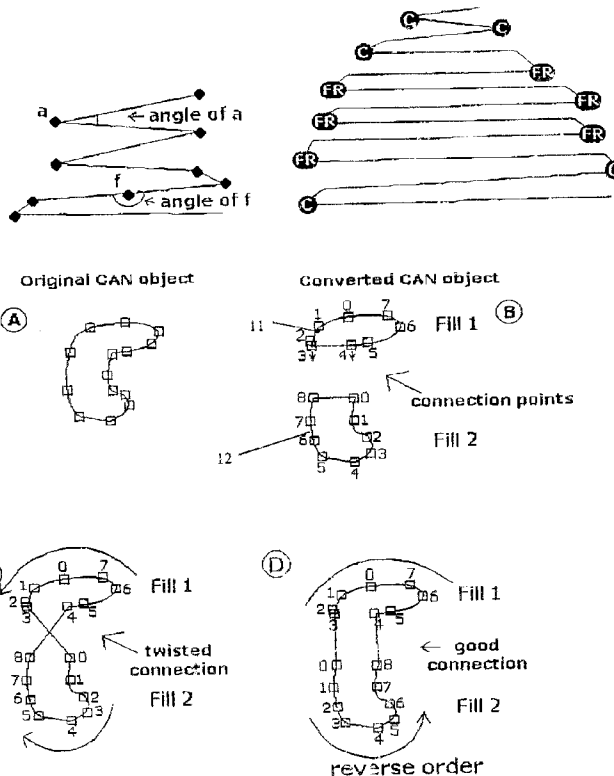 C
C
C
FR
FR
FR
FR
FR
FR
C
C
a
angle of a
f
angle of f
Original CAN object
Converted CAN object
A
B
0
7
1
6
2
3
4
5
11
Fill 1
connection points
8
0
7
1
6
2
5
3
4
12
Fill 2
D
0
7
1
6
2
3
4
5
Fill 1
twisted
connection
8
0
7
1
6
2
5
3
4
Fill 2
0
7
1
6
2
3
4
5
Fill 1
good
connection
0
8
1
7
2
6
3
5
4
Fill 2
reverse order